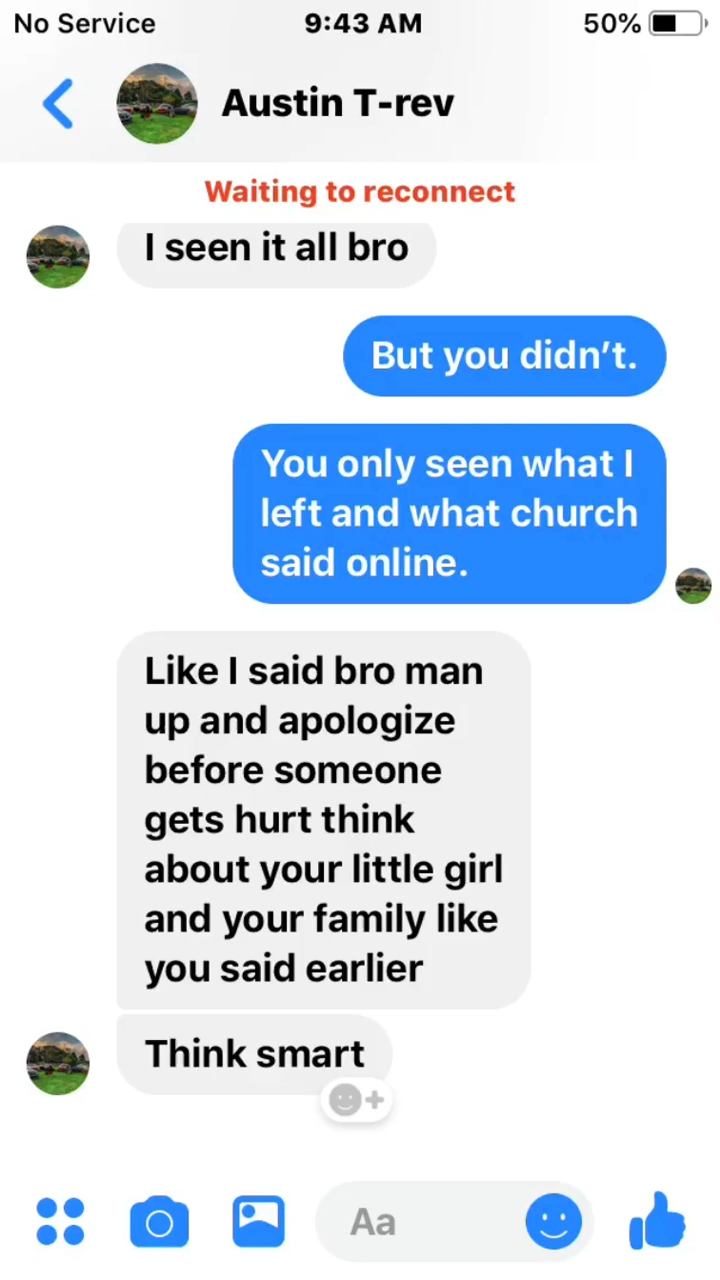 No Service 9:43 AM 50%
Austin T-rev
Waiting to reconnect
I seen it all bro
But you didn’t.
You only seen what I
left and what church
said online.
Like I said bro man
up and apologize
before someone
gets hurt think
about your little girl
and your family like
you said earlier
Think smart
Aa